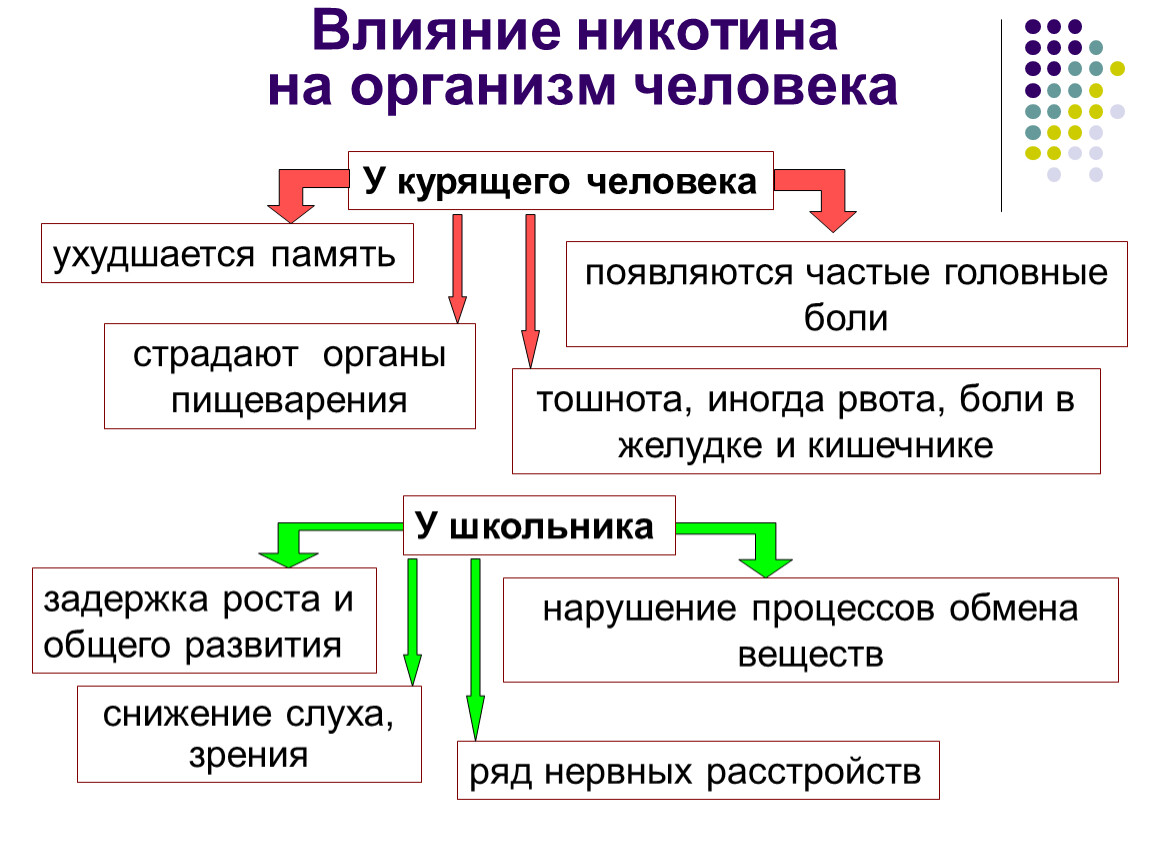 Влияние никотина
на организм человека
У курящего человека
ухудшается память
появляются частые головные
боли
страдают органы
пищеварения
тошнота, иногда рвота, боли в
желудке и кишечнике
У школьника
задержка роста и
общего развития
нарушение процессов обмена
веществ
снижение слуха,
зрения
ряд нервных расстройств